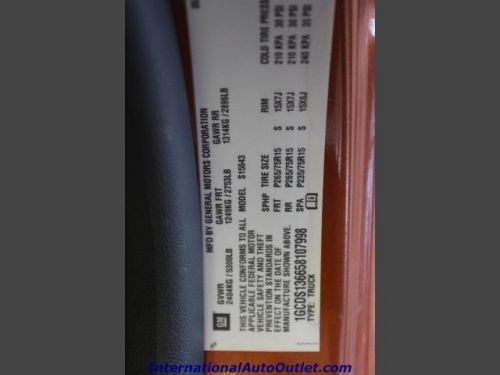 MFD BY GENERAL MOTORS CORPORATION
GVWR GAWR FRT GAWR RR
2404KG / 5300LB 1249KG / 2753LB 1314KG / 2896LB
THIS VEHICLE CONFORMS TO ALL
APPLICABLE FEDERAL MOTOR
VEHICLE SAFETY AND THEFT
PREVENTION STANDARDS IN
EFFECT ON THE DATE OF
MANUFACTURE SHOWN ABOVE.
1GCDS136658107998
TYPE: TRUCK
MODEL: S15643
SPHP TIRE SIZE RIM COLD TIRE PRESS
FRT P265/75R15 S 15X7J 210 KPA 30 PSI
RR P265/75R15 S 15X7J 210 KPA 30 PSI
SPA P235/75R15 S 15X6J 240 KPA 35 PSI
GM
InternationalAutoOutlet.com